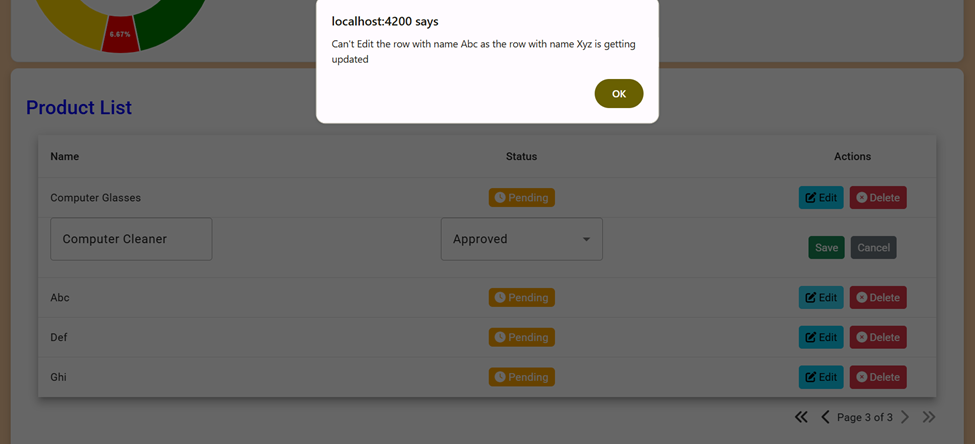 localhost:4200 says
Can't Edit the row with name Abc as the row with name Xyz is getting
updated
OK
6.67%
Product List
Name Status Actions
Computer Glasses Pending Edit Delete
Computer Cleaner Approved Save Cancel
Abc Pending Edit Delete
Def Pending Edit Delete
Ghi Pending Edit Delete
Page 3 of 3